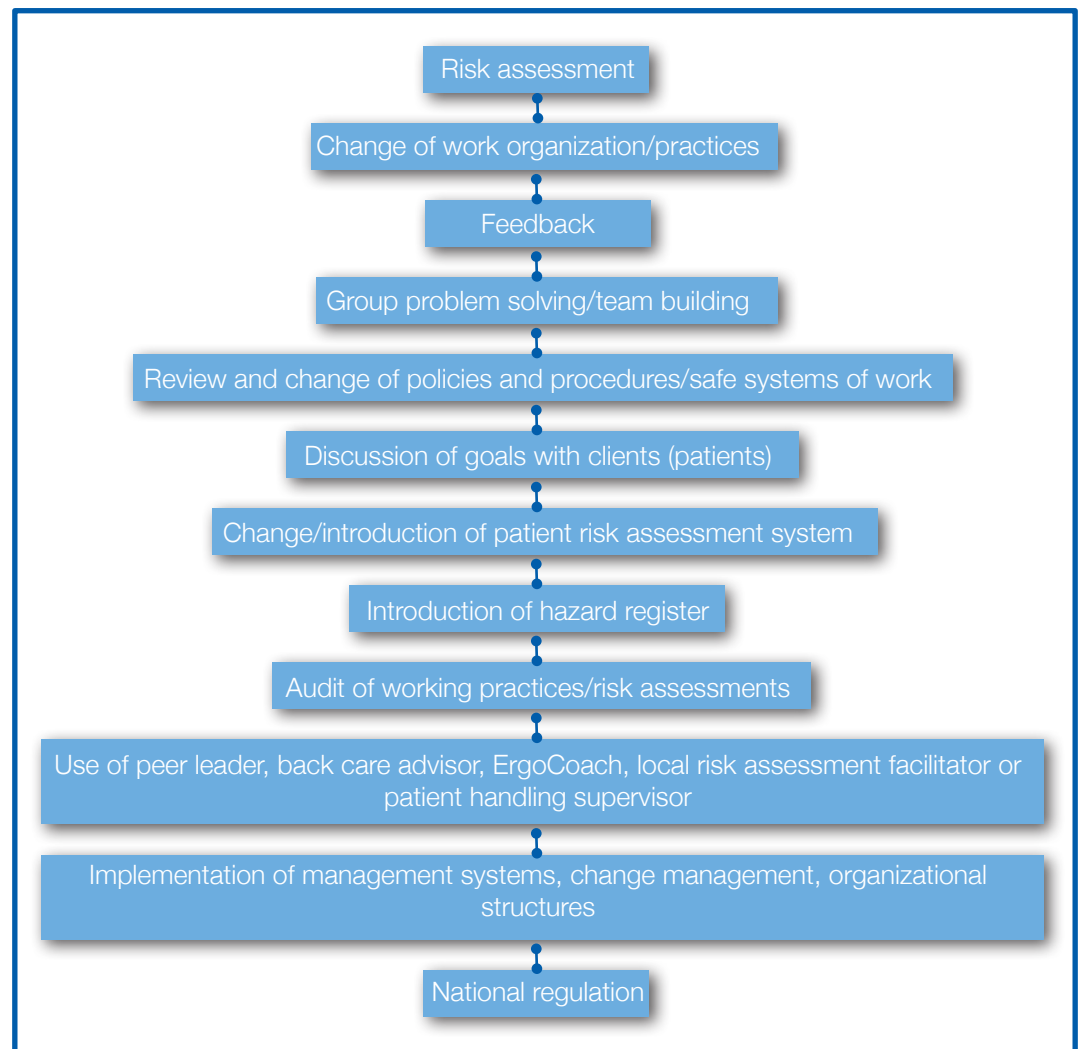 Risk assessment
Change of work organization/practices
Feedback
Group problem solving/team building
Review and change of policies and procedures/safe systems of work
Discussion of goals with clients (patients)
Change/introduction of patient risk assessment system
Introduction of hazard register
Audit of working practices/risk assessments
Use of peer leader, back care advisor, ErgoCoach, local risk assessment facilitator or
patient handling supervisor
Implementation of management systems, change management, organizational
structures
National regulation